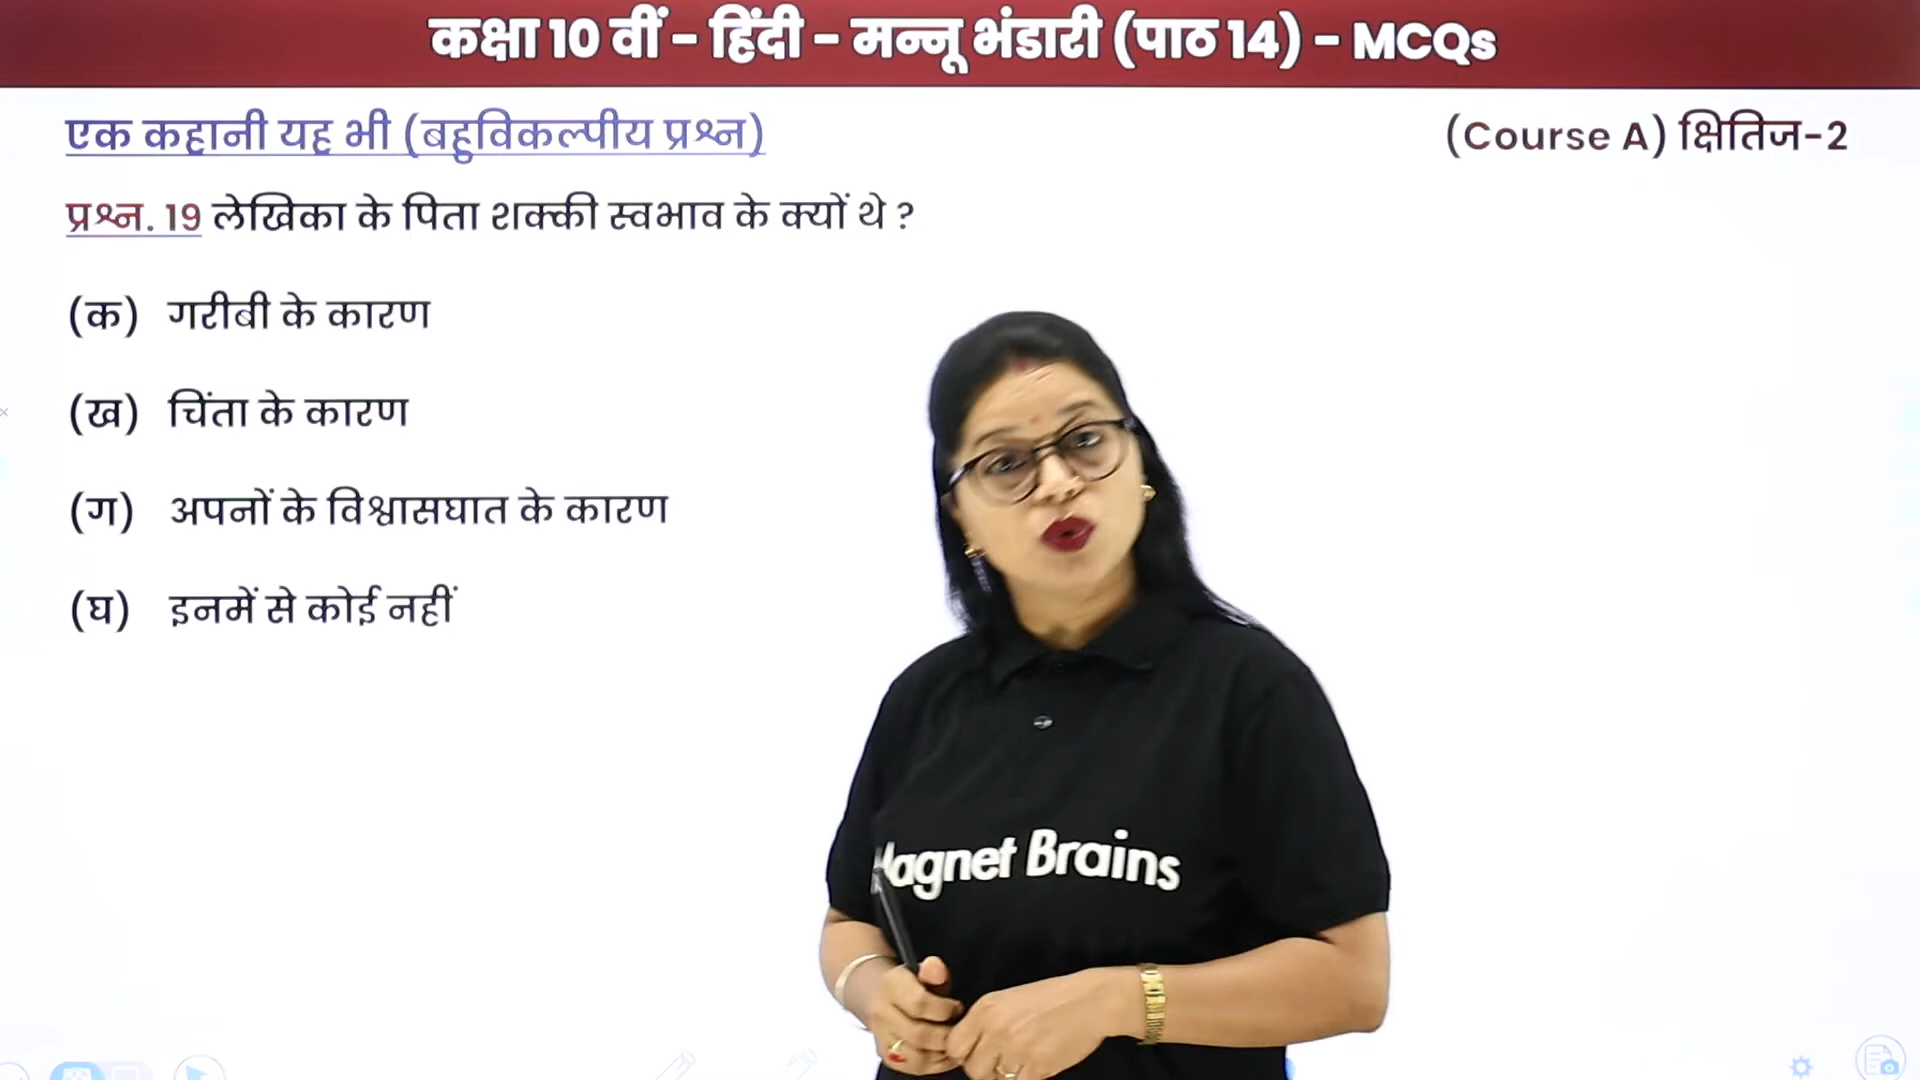 कक्षा 10 वीं - हिंदी - मन्नू भंडारी (पाठ 14) - MCQs
एक कहानी यह भी (बहुविकल्पीय प्रश्न)
(Course A) क्षितिज-2
प्रश्न. 19 लेखिका के पिता शक्की स्वभाव के क्यों थे ?
(क) गरीबी के कारण
(ख) चिंता के कारण
(ग) अपनों के विश्वासघात के कारण
(घ) इनमें से कोई नहीं
Magnet Brains